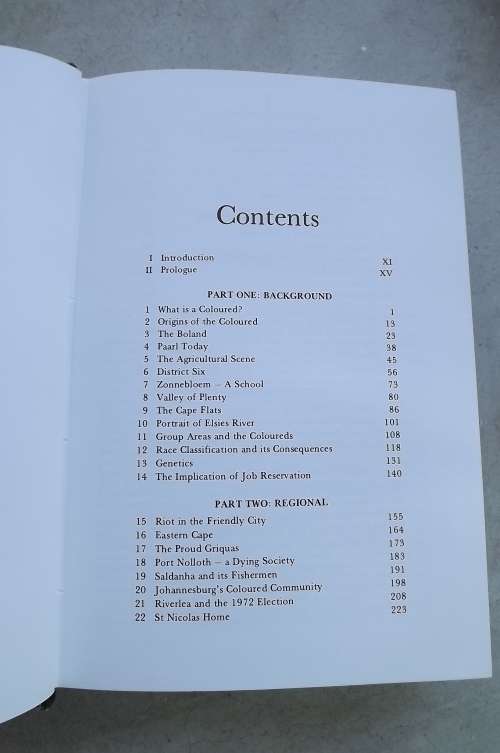 Contents
I Introduction XI
II Prologue XV
PART ONE: BACKGROUND
1 What is a Coloured? 1
2 Origins of the Coloured 13
3 The Boland 23
4 Paarl Today 38
5 The Agricultural Scene 45
6 District Six 56
7 Zonnebloem – A School 73
8 Valley of Plenty 80
9 The Cape Flats 86
10 Portrait of Elsies River 101
11 Group Areas and the Coloureds 108
12 Race Classification and its Consequences 118
13 Genetics 131
14 The Implication of Job Reservation 140
PART TWO: REGIONAL
15 Riot in the Friendly City 155
16 Eastern Cape 164
17 The Proud Griquas 173
18 Port Nolloth – a Dying Society 183
19 Saldanha and its Fishermen 191
20 Johannesburg's Coloured Community 198
21 Riverlea and the 1972 Election 208
22 St Nicolas Home 223